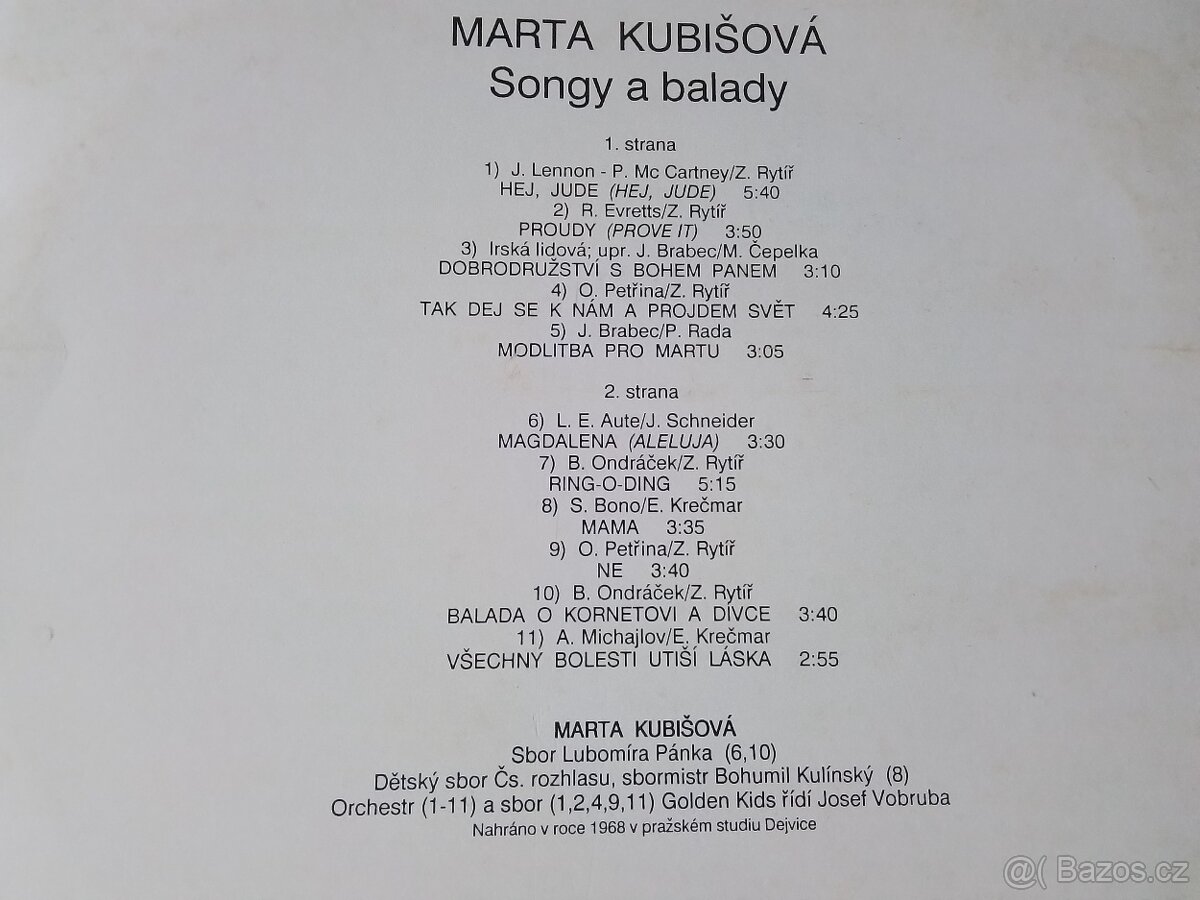 MARTA KUBIŠOVÁ
Songy a balady
1. strana
1) J. Lennon - P. Mc Cartney/Z. Rytíř
HEJ, JUDE (HEJ, JUDE) 5:40
2) R. Evretts/Z. Rytíř
PROUDY (PROVE IT) 3:50
3) Irská lidová; upr. J. Brabec/M. Čepelka
DOBRODRUŽSTVÍ S BOHEM PANEM 3:10
4) O. Petřina/Z. Rytíř
TAK DEJ SE K NÁM A PROJDEM SVĚT 4:25
5) J. Brabec/P. Rada
MODLITBA PRO MARTU 3:05
2. strana
6) L. E. Aute/J. Schneider
MAGDALENA (ALELUJA) 3:30
7) B. Ondráček/Z. Rytíř
RING-O-DING 5:15
8) S. Bono/E. Krečmar
MAMA 3:35
9) O. Petřina/Z. Rytíř
NE 3:40
10) B. Ondráček/Z. Rytíř
BALADA O KORNETOVI A DÍVCE 3:40
11) A. Michajlov/E. Krečmar
VŠECHNY BOLESTI UTIŠÍ LÁSKA 2:55
MARTA KUBIŠOVÁ
Sbor Lubomíra Pánka (6,10)
Dětský sbor Čs. rozhlasu, sbormistr Bohumil Kulínský (8)
Orchestr (1-11) a sbor (1,2,4,9,11) Golden Kids řídí Josef Vobruba
Nahráno v roce 1968 v pražském studiu Dejvice
@( Bazos.cz